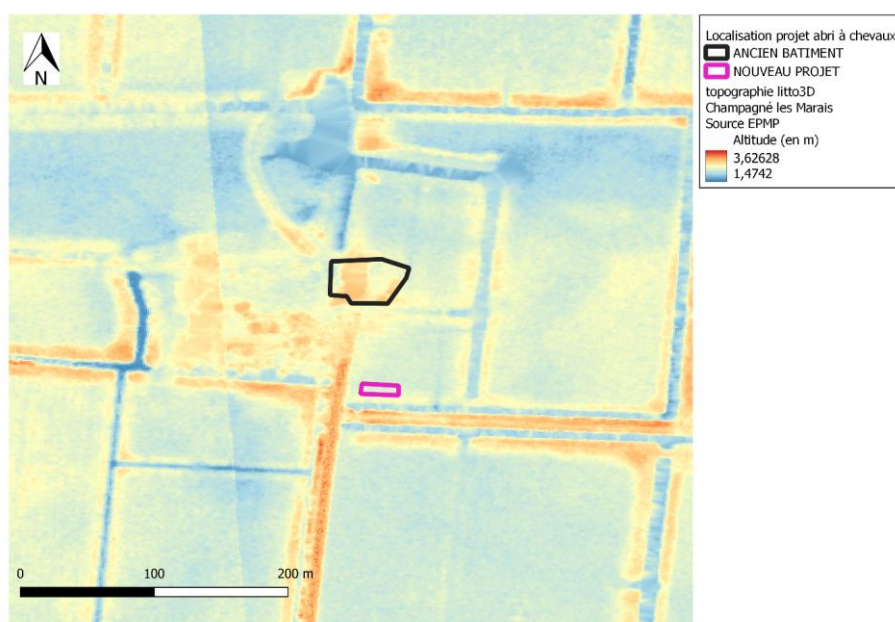 N
Localisation projet abri à chevaux
ANCIEN BATIMENT
NOUVEAU PROJET
topographie litto3D
Champagné les Marais
Source EPMP
Altitude (en m)
3,62628
1,4742
0 100 200 m